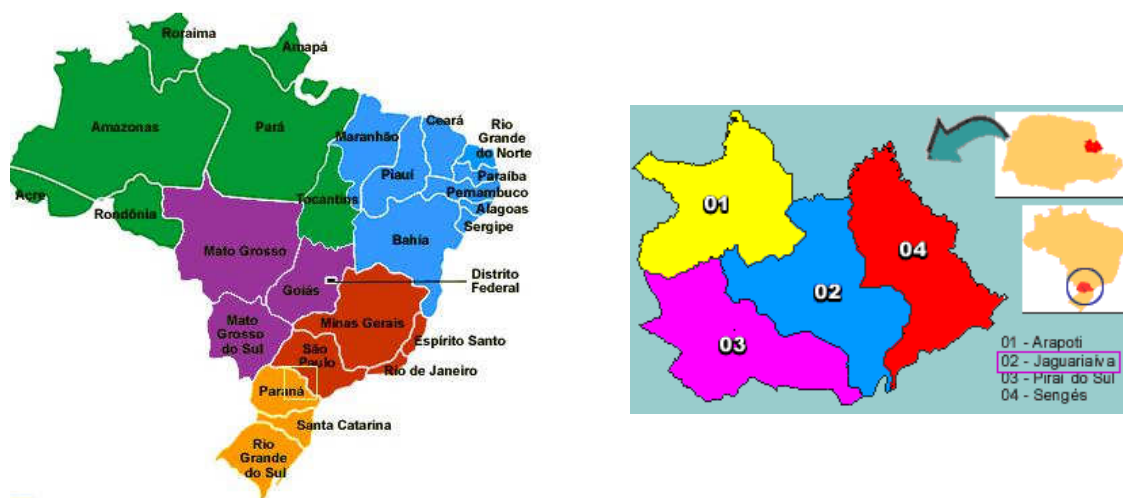 Roraima
Amapá
Amazonas
Pará
Maranhão
Ceará
Rio
Grande
do Norte
Piauí
Paraíba
Pernambuco
Alagoas
Sergipe
Acre
Rondônia
Tocantins
Bahia
Mato Grosso
Distrito
Federal
Goiás
Minas Gerais
Mato
Grosso
do Sul
Espírito Santo
São
Paulo
Rio de Janeiro
Paraná
Santa Catarina
Rio
Grande
do Sul
01
04
02
03
01 - Arapoti
02 - Jaguariaíva
03 - Piraí do Sul
04 - Sengés